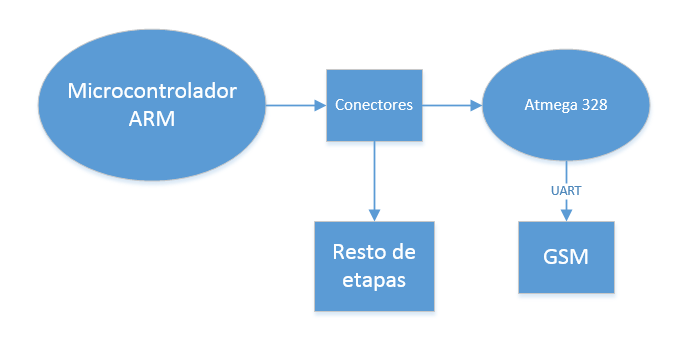 Microcontrolador
ARM
Conectores
Atmega 328
UART
Resto de
etapas
GSM